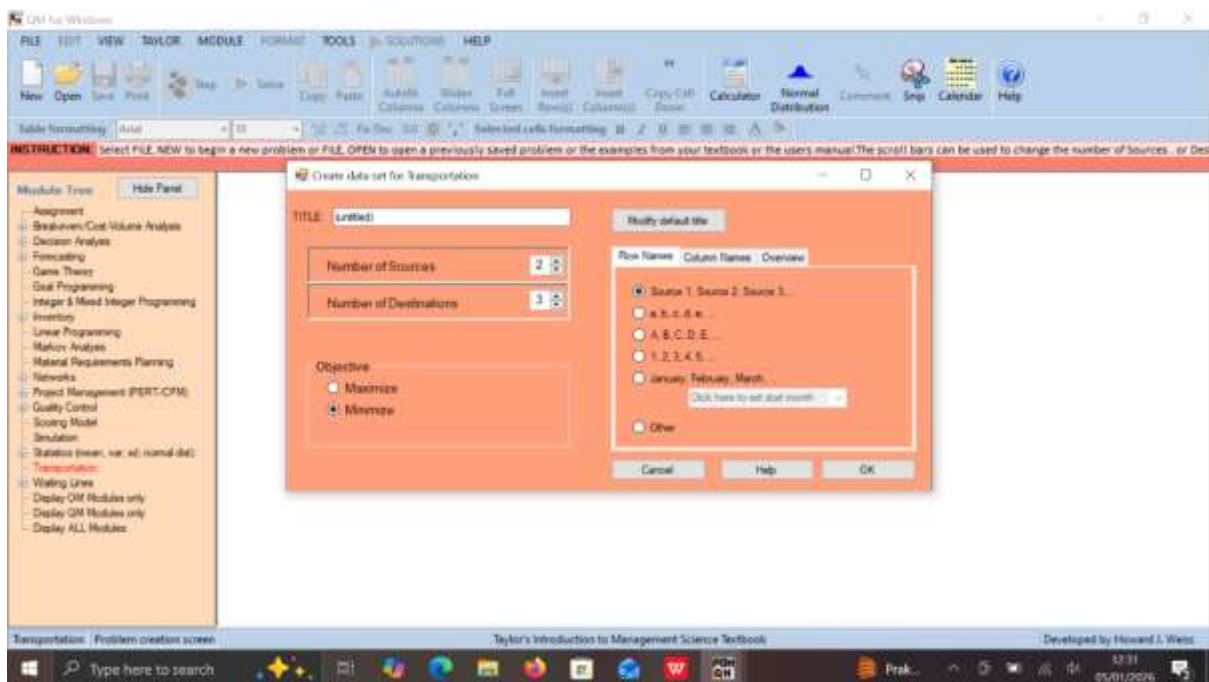 QM for Windows
FILE EDIT VIEW TAYLOR MODULE FORMAT TOOLS SOLUTIONS HELP
New Open Save Print Step Solve Copy Paste Autofit Columns Widen Columns Full Screen Insert Row(s) Insert Column(s) Copy Cell Down Calculator Normal Distribution Comment Snip Calendar Help
Table formatting Arial 10 Fix Dec 0.0 Selected cells formatting B I U
INSTRUCTION: Select FILE, NEW to begin a new problem or FILE, OPEN to open a previously saved problem or the examples from your textbook or the users manual. The scroll bars can be used to change the number of Sources , or Des
Module Tree Hide Panel
Assignment
Breakeven/Cost-Volume Analysis
Decision Analysis
Forecasting
Game Theory
Goal Programming
Integer & Mixed Integer Programming
Inventory
Linear Programming
Markov Analysis
Material Requirements Planning
Networks
Project Management (PERT-CPM)
Quality Control
Scoring Model
Simulation
Statistics (mean, var, sd; normal dist)
Transportation
Waiting Lines
Display OM Modules only
Display QM Modules only
Display ALL Modules
Create data set for Transportation
TITLE: (untitled)
Modify default title
Number of Sources 2
Number of Destinations 3
Objective
Maximize
Minimize
Row Names Column Names Overview
Source 1, Source 2, Source 3...
a, b, c, d, e, ...
A, B, C, D, E, ...
1, 2, 3, 4, 5, ...
January, February, March, ...
Click here to set start month
Other
Cancel Help OK
Transportation Problem creation screen Taylor's Introduction to Management Science Textbook Developed by Howard J. Weiss
Type here to search Prak... 12:31
05/01/2026